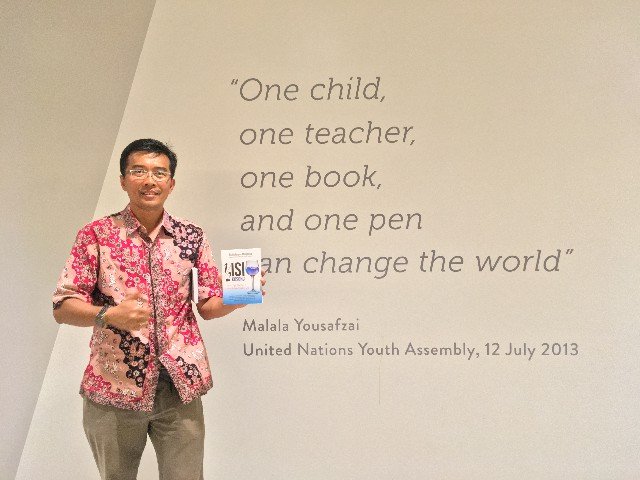 “One child,
one teacher,
one book,
and one pen
an change the world”
Malala Yousafzai
United Nations Youth Assembly, 12 July 2013
ISI